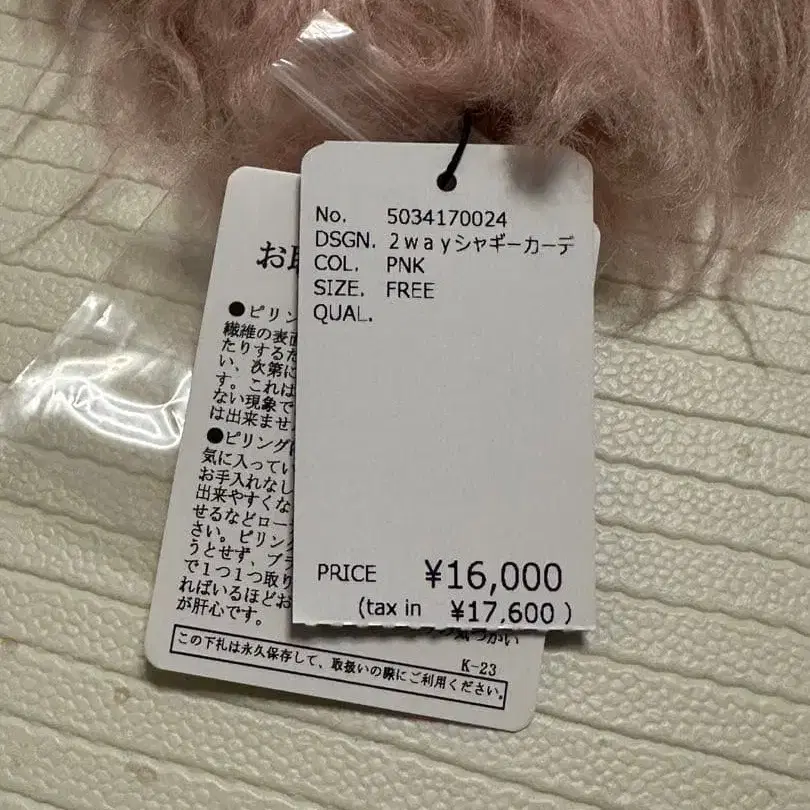 No. 5034170024
DSGN. 2wayシャギーカーデ
COL. PNK
SIZE. FREE
QUAL.
PRICE ¥16,000
(tax in ¥17,600 )
お取
●ピリン
繊維の表面
たりするた
い、次第に
す。これは
ない現象で
は出来ませ
●ピリング
気に入ってい
お手入れなし
出来やすくな
せるなどロー
さい。ピリング
うとせず、ブラ
で1つ1つ取り
ればいるほどお
が肝心です。
この下札は永久保存して、取扱いの際にご利用ください。
K-23